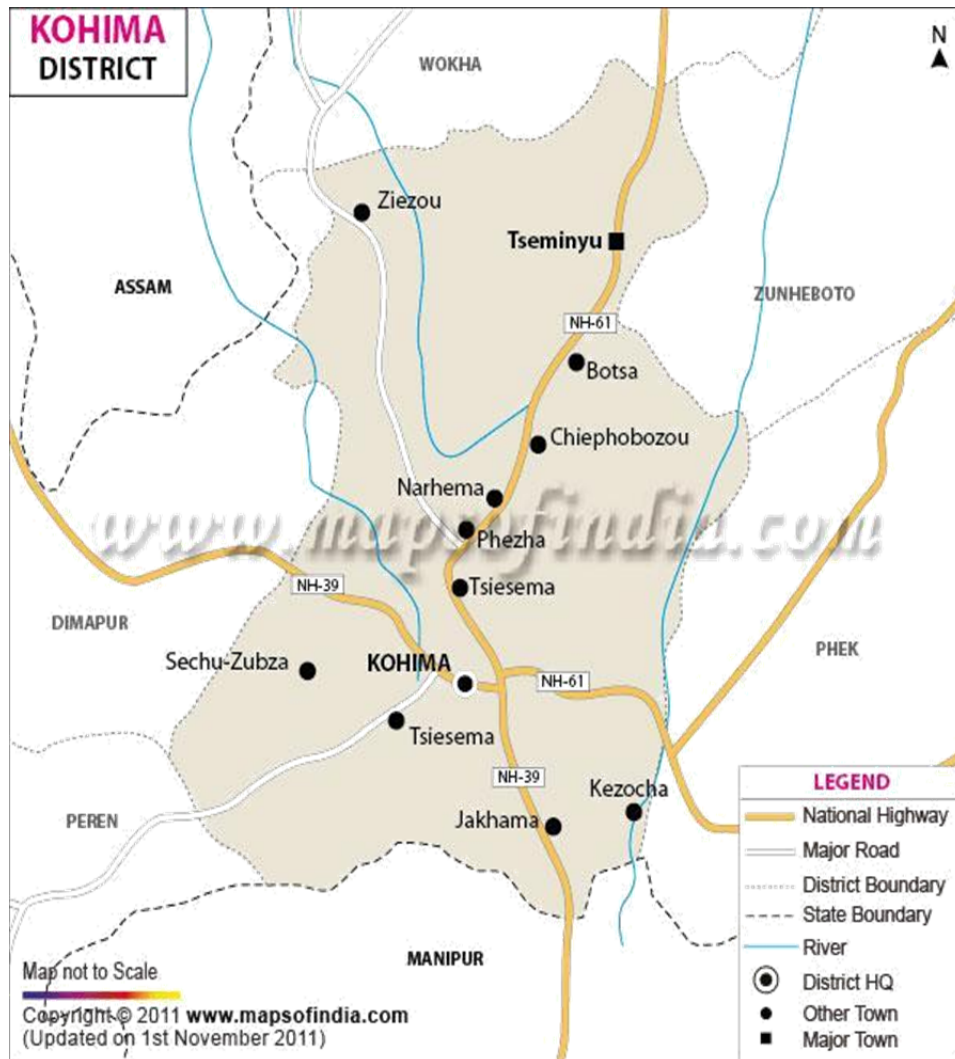 KOHIMA
DISTRICT
WOKHA
N
Ziezou
Tseminyu
ASSAM
ZUNHEBOTO
NH-61
Botsa
Chiephobozou
Narhema
www.mapsofindia.com
Phezha
NH-39
Tsiesema
DIMAPUR
PHEK
Sechu-Zubza
KOHIMA
NH-61
Tsiesema
NH-39
Kezocha
PEREN
Jakhama
MANIPUR
LEGEND
National Highway
Major Road
District Boundary
State Boundary
River
District HQ
Other Town
Major Town
Map not to Scale
Copyright © 2011 www.mapsofindia.com
(Updated on 1st November 2011)